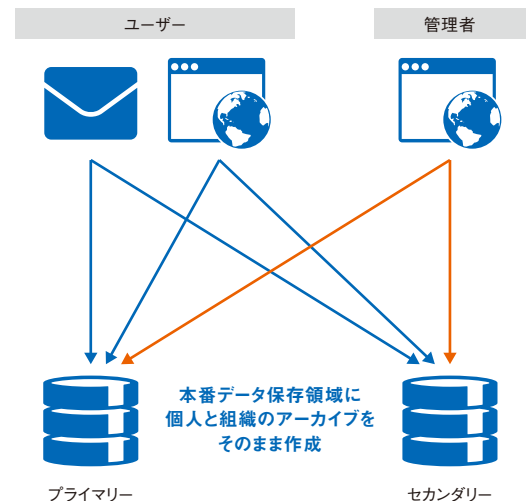 ユーザー
管理者
本番データ保存領域に
個人と組織のアーカイブを
そのまま作成
プライマリー
セカンダリー